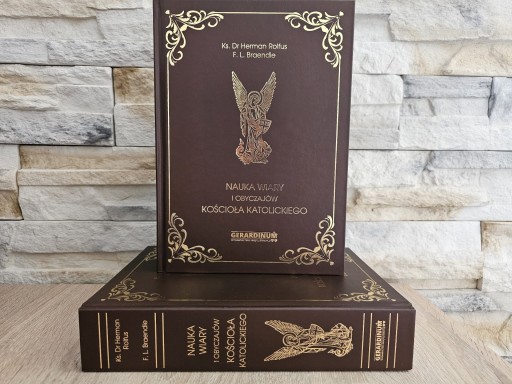 Ks. Dr Herman Rolfus
F. L. Braendle
NAUKA WIARY
I OBYCZAJÓW
KOŚCIOŁA KATOLICKIEGO
GERARDINUM
Ks. Dr Herman
Rolfus
F. L. Braendle
NAUKA
WIARY
I OBYCZAJÓW
KOŚCIOŁA
KATOLICKIEGO
GERARDINUM